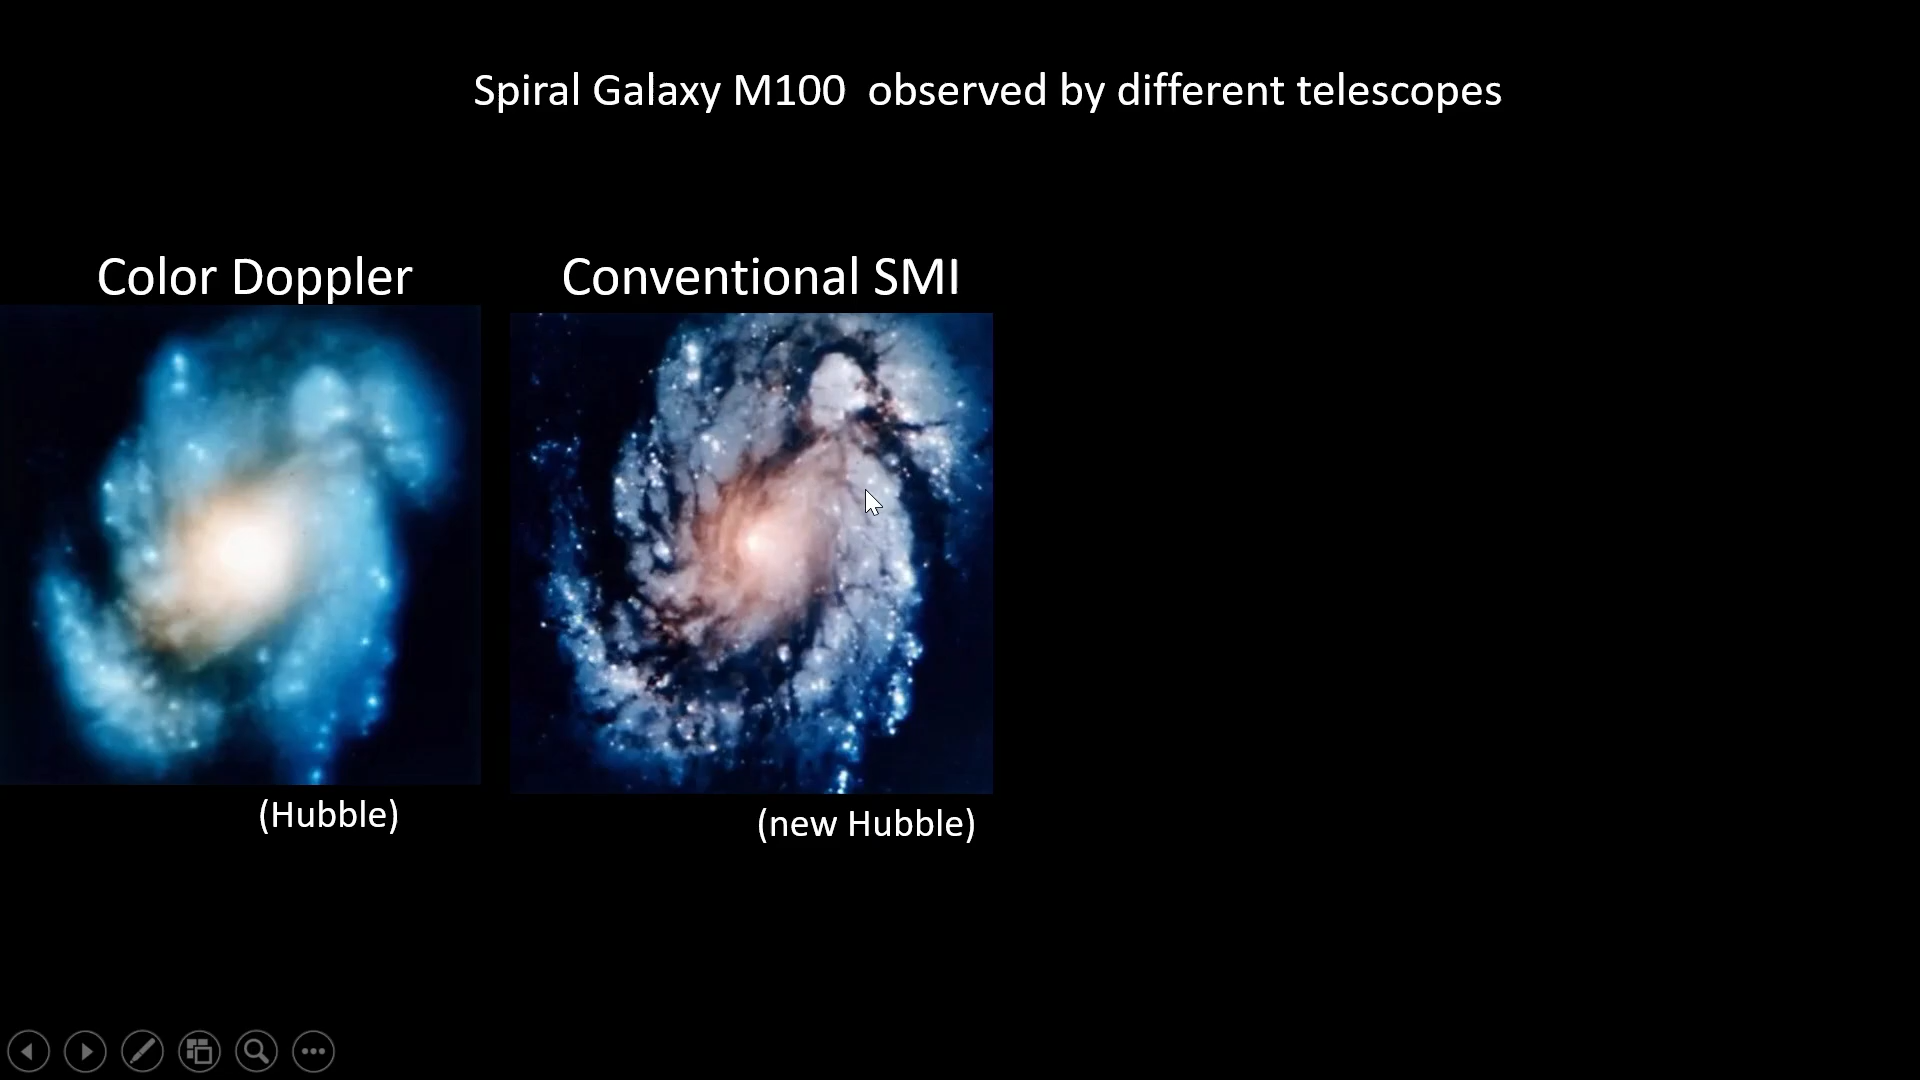 Spiral Galaxy M100  observed by different telescopes
Color Doppler
Conventional SMI
(Hubble)
(new Hubble)